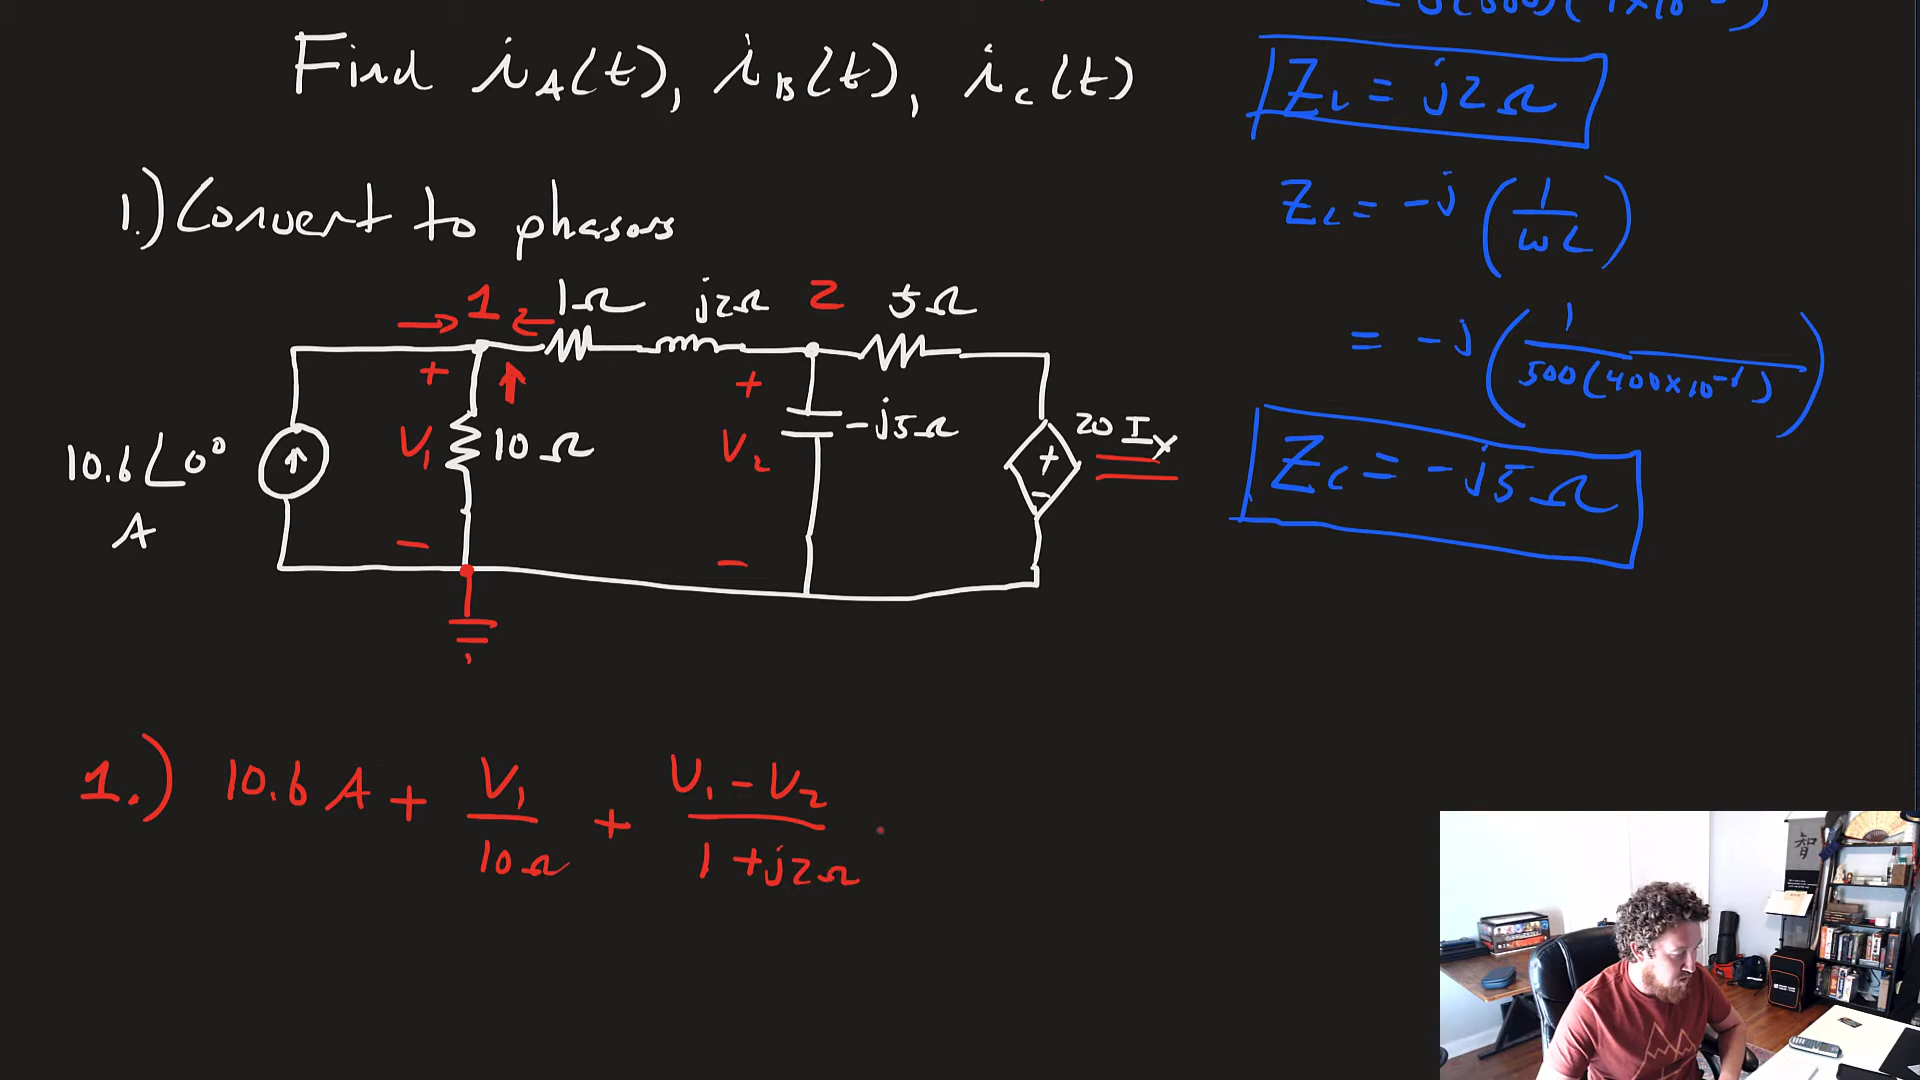 Find iA(t), iB(t), ic(t)
1.) Convert to phasors
1 1Ω j2Ω 2 5Ω
+ + 20 Ix
V1 10Ω V2 -j5Ω + -
10.6∠0°
A
- -
1.) 10.6 A + V1/10Ω + V1 - V2/1 + j2Ω
ZL = j2Ω
Zc = -j (1/ωC)
= -j (1/500(400x10⁻⁶))
Zc = -j5Ω
智